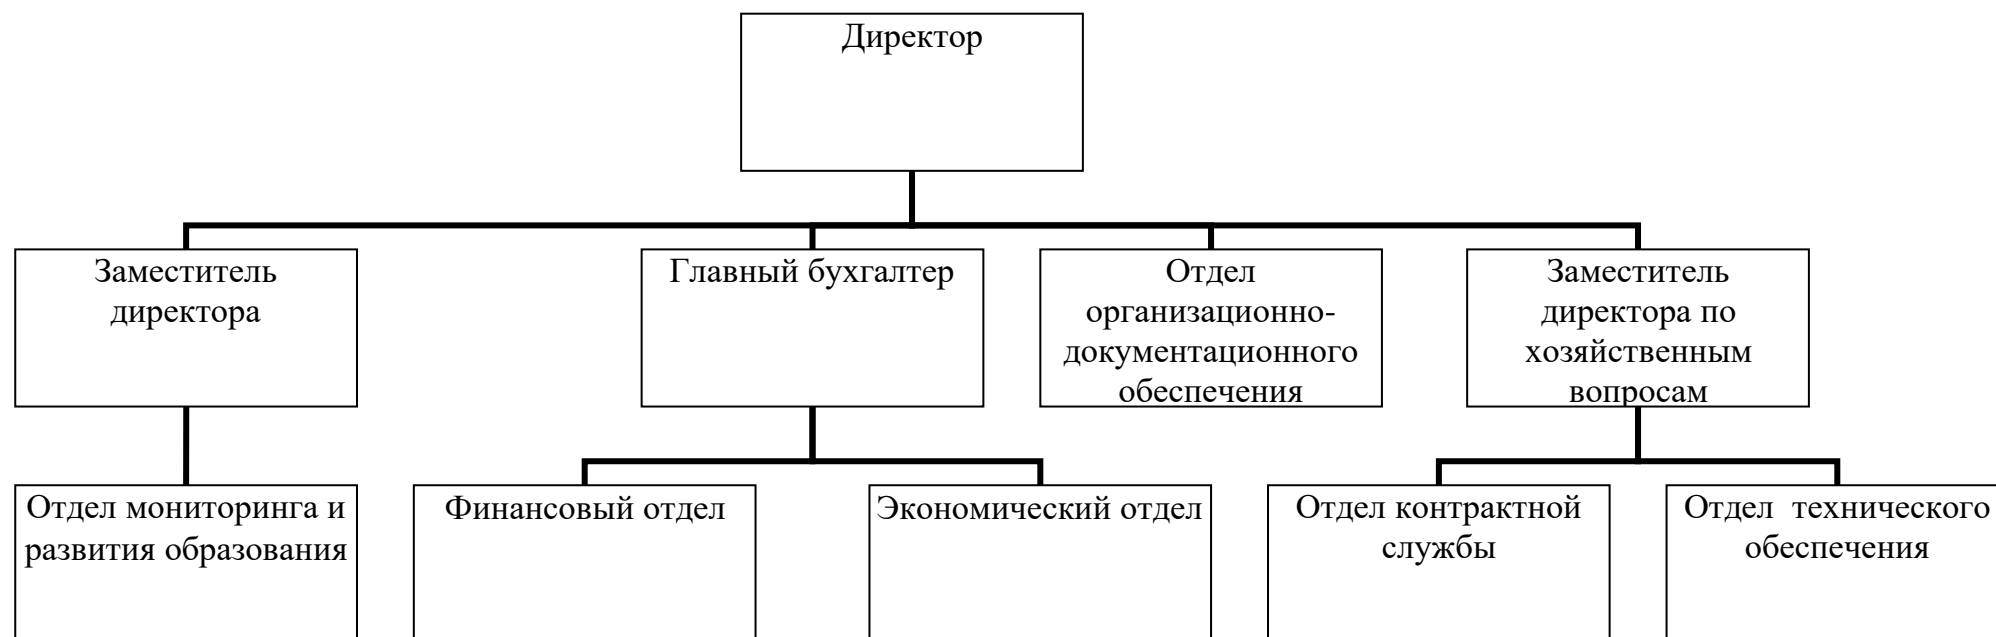 Директор
Заместитель
директора
Главный бухгалтер
Отдел
организационно-
документационного
обеспечения
Заместитель
директора по
хозяйственным
вопросам
Отдел мониторинга и
развития образования
Финансовый отдел
Экономический отдел
Отдел контрактной
службы
Отдел  технического
обеспечения